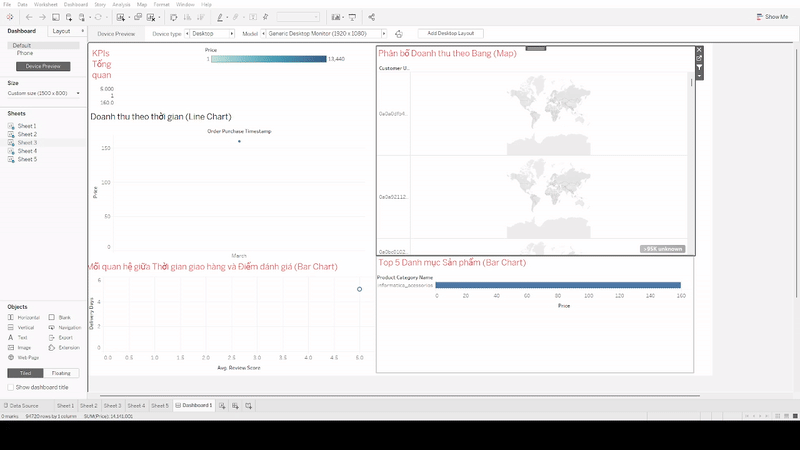 File Data Worksheet Dashboard Story Analysis Map Format Window Help
Show Me
Dashboard Layout
Device Preview Device type Desktop Model Generic Desktop Monitor (1920 x 1080) Add Desktop Layout
Default
Phone
Device Preview
Size
Custom size (1500 x 800)
Sheets
Sheet 1
Sheet 2
Sheet 3
Sheet 4
Sheet 5
Objects
Horizontal Blank
Vertical Navigation
Text Export
Image Extension
Web Page
Tiled Floating
Show dashboard title
KPIs
Tổng
quan
6.000
1
160.0
Price
1 13,440
Doanh thu theo thời gian (Line Chart)
Order Purchase Timestamp
150
100
50
0
Price
March
Phân bố Doanh thu theo Bang (Map)
Customer U..
0a0a02112..
+96K unknown
Mối quan hệ giữa Thời gian giao hàng và Điểm đánh giá (Bar Chart)
6
4
2
0
Delivery Days
0.0 0.5 1.0 1.5 2.0 2.5 3.0 3.5 4.0 4.5 5.0
Avg. Review Score
Top 5 Danh mục Sản phẩm (Bar Chart)
Product Category Name
informatica_acessorios
0 20 40 60 80 100 120 140 160
Price
Data Source Sheet 1 Sheet 2 Sheet 3 Sheet 4 Sheet 5 Dashboard 1
0 marks 94720 rows by 1 column